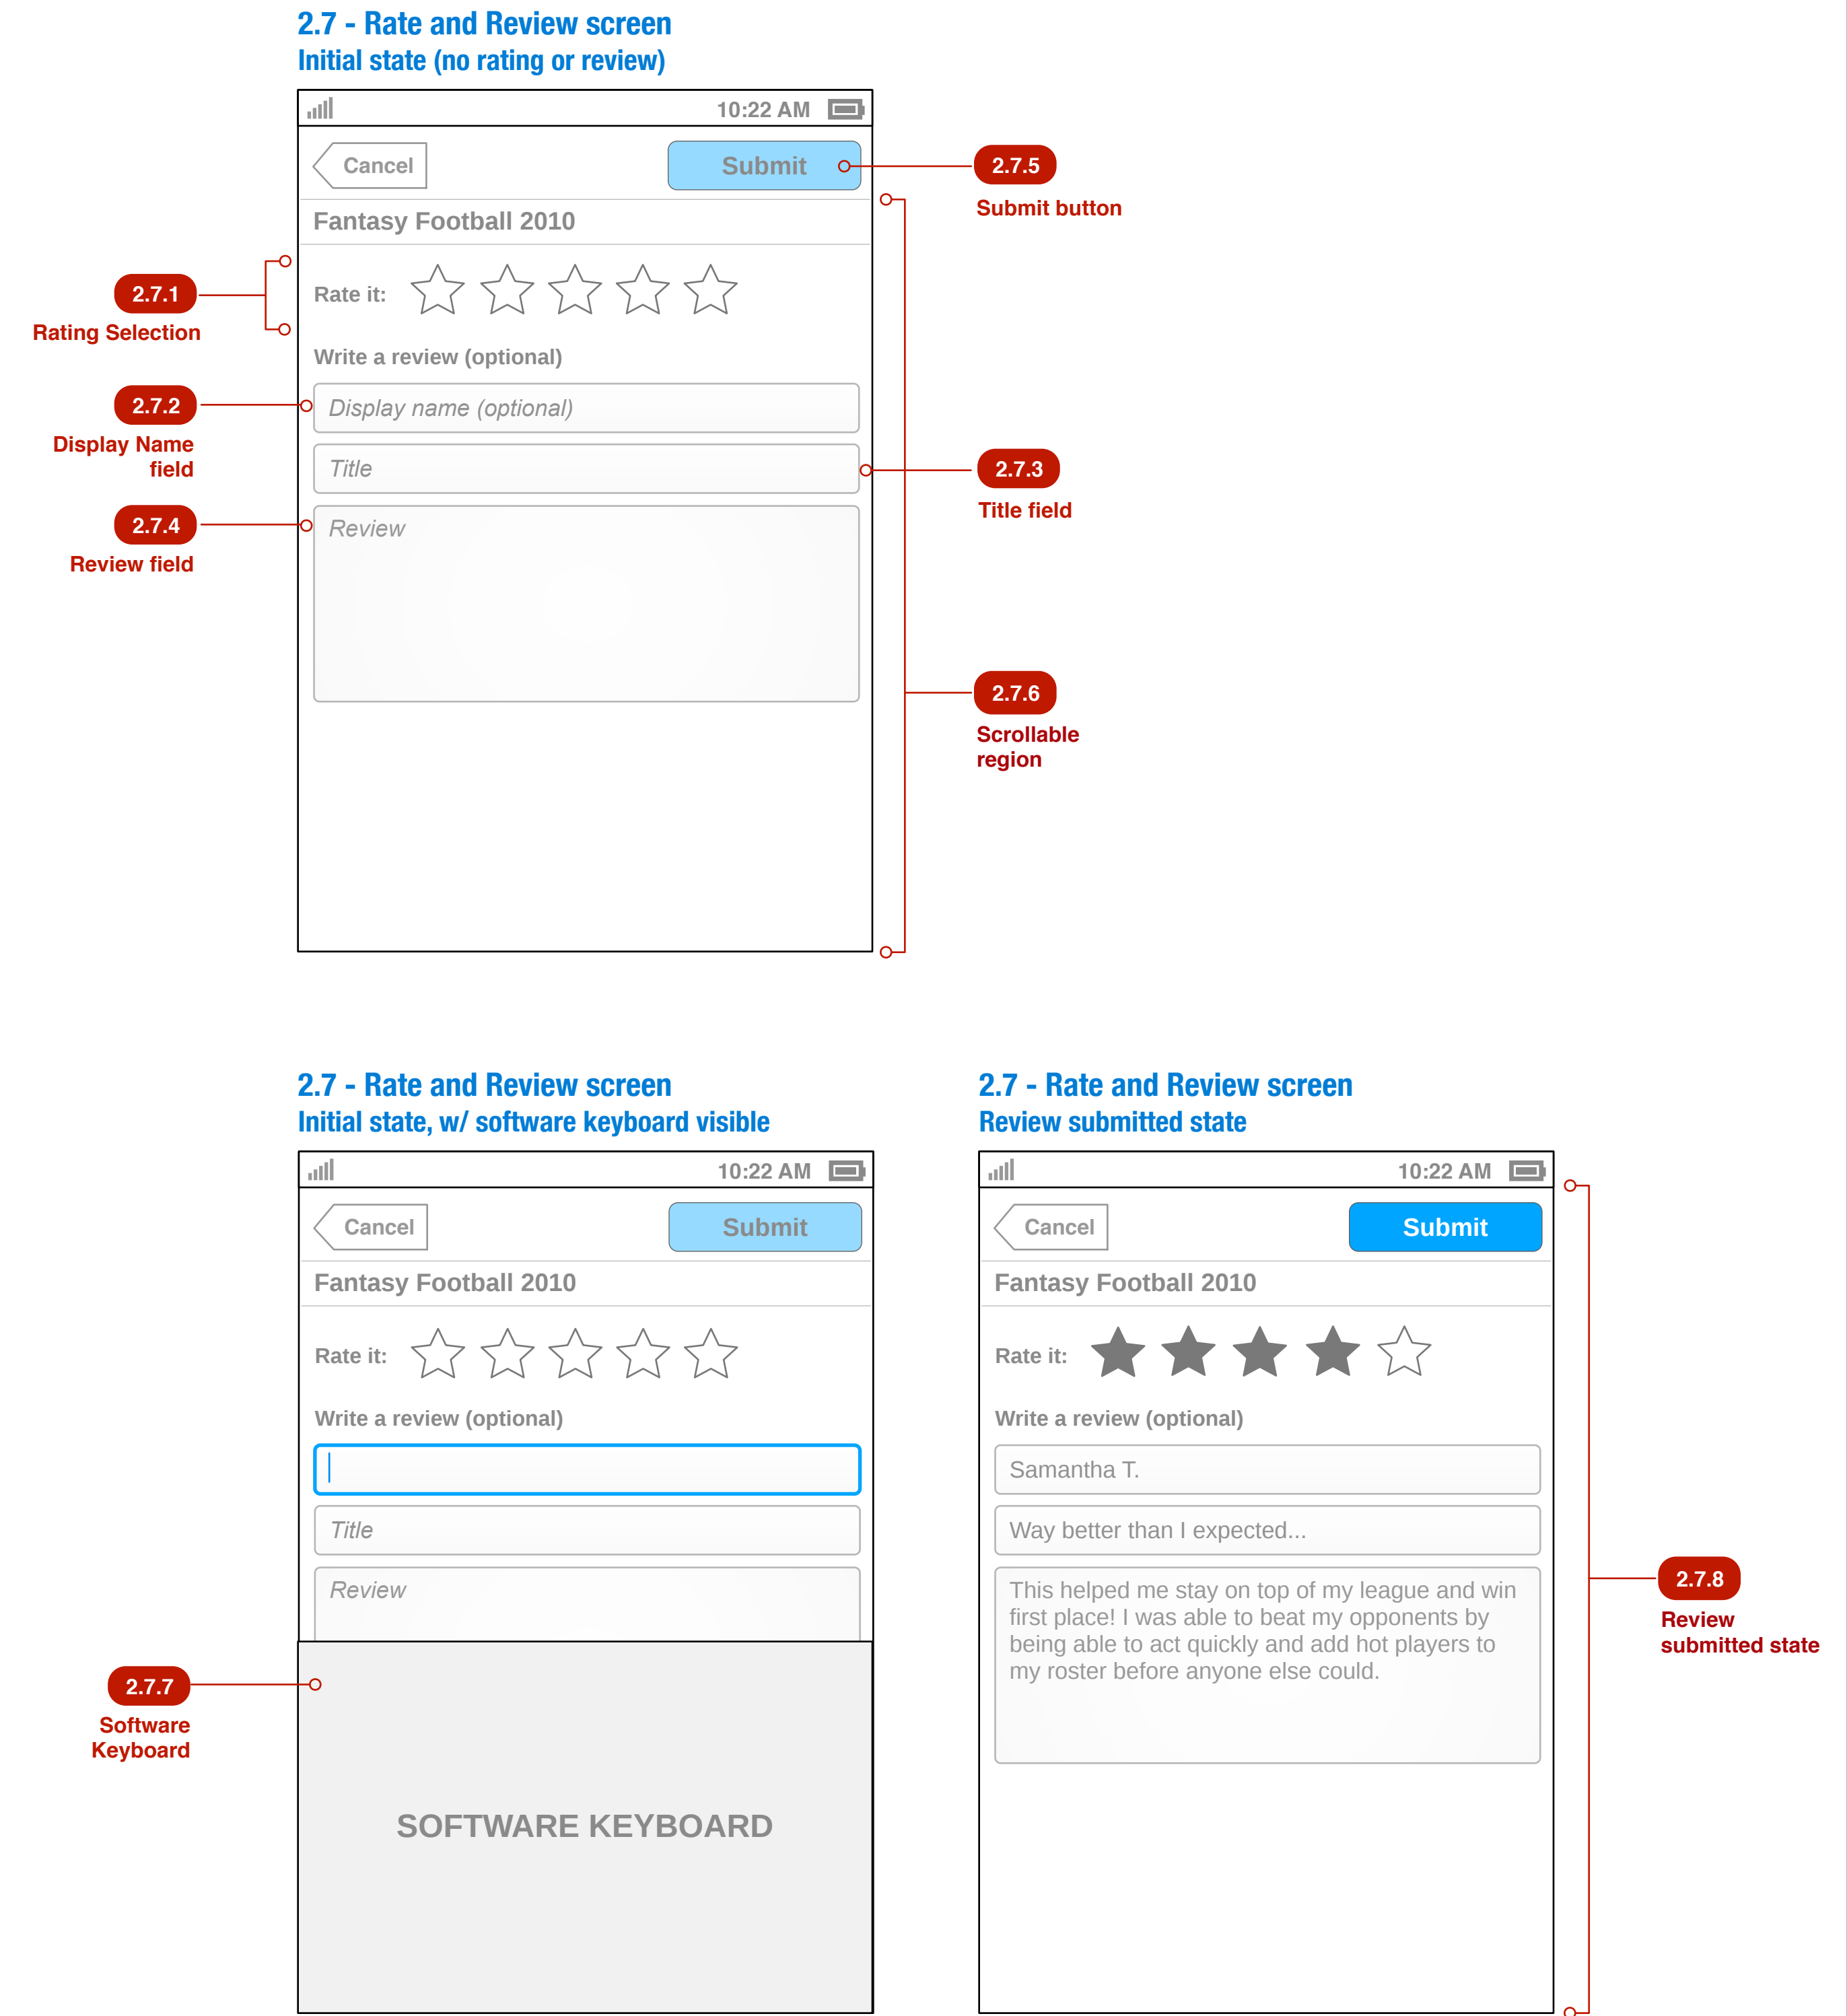 2.7 - Rate and Review screen
Initial state (no rating or review)
10:22 AM
Cancel
Submit
2.7.5
Submit button
Fantasy Football 2010
2.7.1
Rating Selection
Rate it:
Write a review (optional)
2.7.2
Display Name
field
Display name (optional)
Title
2.7.3
Title field
2.7.4
Review field
Review
2.7.6
Scrollable
region
2.7 - Rate and Review screen
Initial state, w/ software keyboard visible
10:22 AM
Cancel
Submit
Fantasy Football 2010
Rate it:
Write a review (optional)
Title
Review
2.7.7
Software
Keyboard
SOFTWARE KEYBOARD
2.7 - Rate and Review screen
Review submitted state
10:22 AM
Cancel
Submit
Fantasy Football 2010
Rate it:
Write a review (optional)
Samantha T.
Way better than I expected...
This helped me stay on top of my league and win
first place! I was able to beat my opponents by
being able to act quickly and add hot players to
my roster before anyone else could.
2.7.8
Review
submitted state